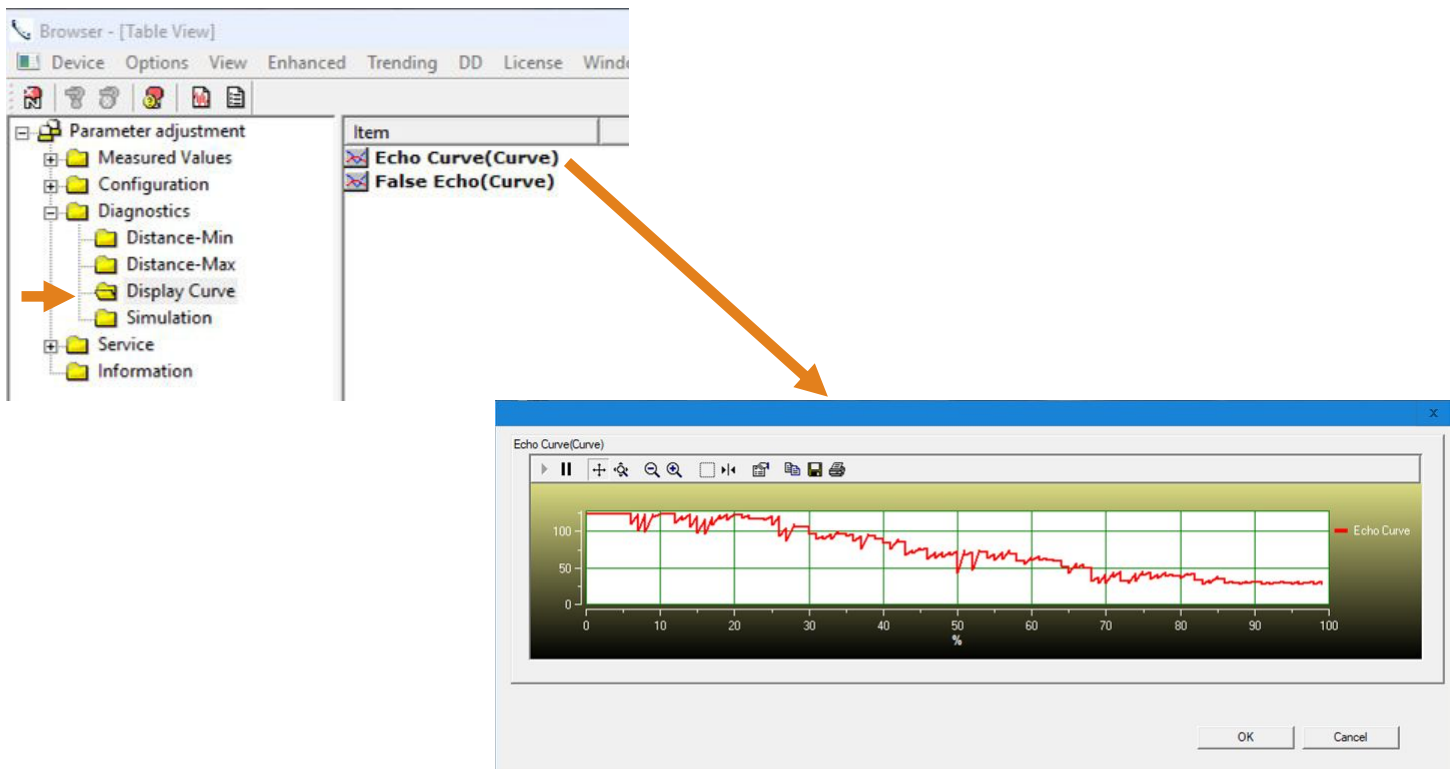 Browser - [Table View]
Device Options View Enhanced Trending DD License
Parameter adjustment
Measured Values
Configuration
Diagnostics
Distance-Min
Distance-Max
Display Curve
Simulation
Service
Information
Item
Echo Curve(Curve)
False Echo(Curve)
x
Echo Curve(Curve)
100
50
0
0 10 20 30 40 50 60 70 80 90 100
%
Echo Curve
OK Cancel